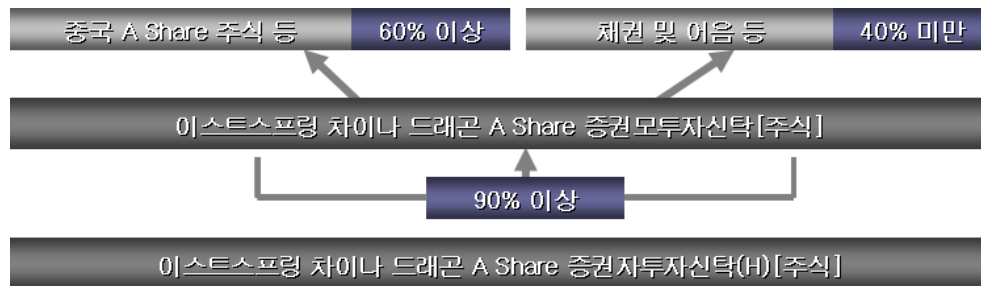 중국 A Share 주식 등 60% 이상 채권 및 어음 등 40% 미만
이스트스프링 차이나 드래곤 A Share 증권모투자신탁[주식]
90% 이상
이스트스프링 차이나 드래곤 A Share 증권자투자신탁(H)[주식]